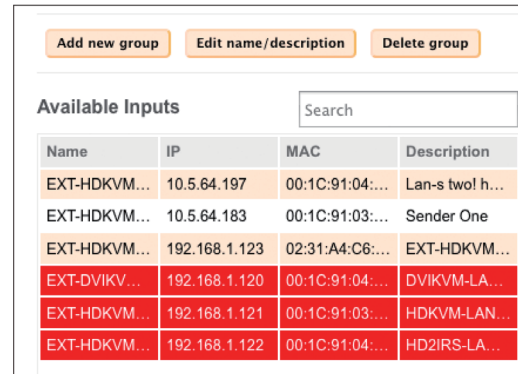 Add new group Edit name/description Delete group
Available Inputs Search
Name IP MAC Description
EXT-HDKVM... 10.5.64.197 00:1C:91:04:... Lan-s two! h...
EXT-HDKVM... 10.5.64.183 00:1C:91:03:... Sender One
EXT-HDKVM... 192.168.1.123 02:31:A4:C6:... EXT-HDKVM...
EXT-DVIKV... 192.168.1.120 00:1C:91:04:... DVIKVM-LA...
EXT-HDKVM... 192.168.1.121 00:1C:91:03:... HDKVM-LAN...
EXT-HDKVM... 192.168.1.122 00:1C:91:04:... HD2IRS-LA...